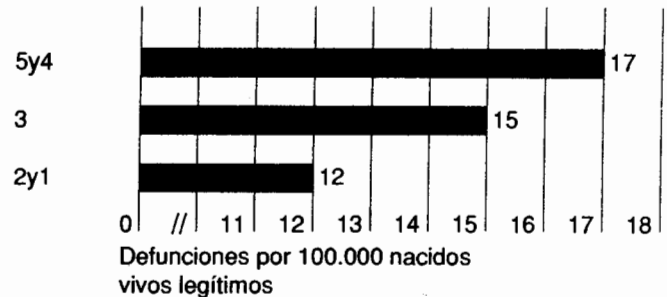 5y4 17
3 15
2y1 12
0 // 11 12 13 14 15 16 17 18
Defunciones por 100.000 nacidos
vivos legítimos